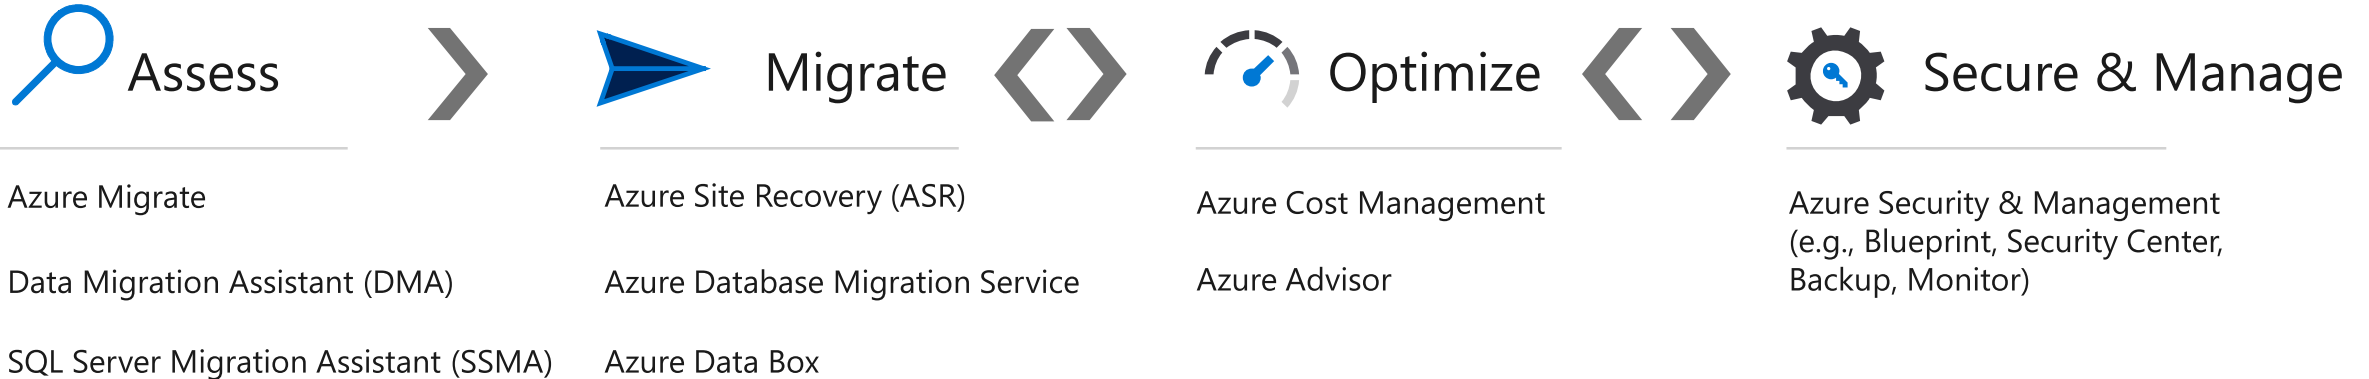 Assess
Migrate
Optimize
Secure & Manage
Azure Migrate
Data Migration Assistant (DMA)
SQL Server Migration Assistant (SSMA)
Azure Site Recovery (ASR)
Azure Database Migration Service
Azure Data Box
Azure Cost Management
Azure Advisor
Azure Security & Management
(e.g., Blueprint, Security Center,
Backup, Monitor)